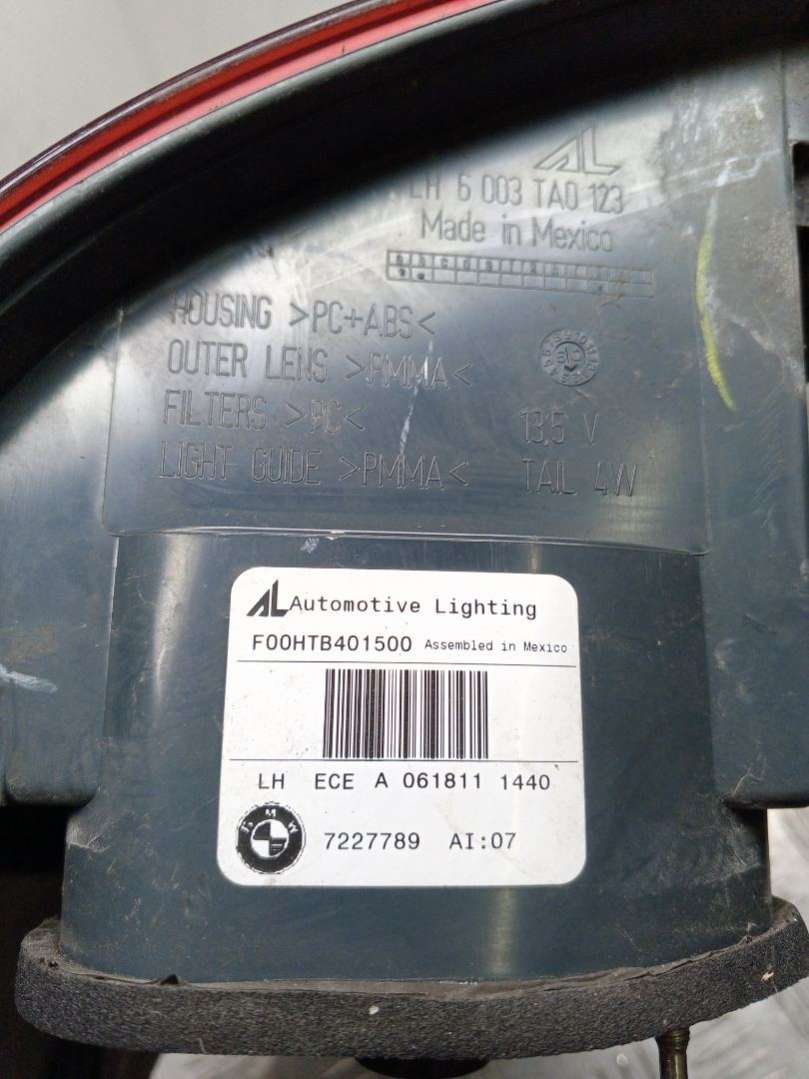 AL
LH 6 003 TA0 123
Made in Mexico
HOUSING >PC+ABS<
OUTER LENS >PMMA<
FILTERS >PC< 13,5 V
LIGHT GUIDE >PMMA< TAIL 4W
AL Automotive Lighting
F00HTB401500 Assembled in Mexico
LH ECE A 061811 1440
BMW
7227789 AI:07